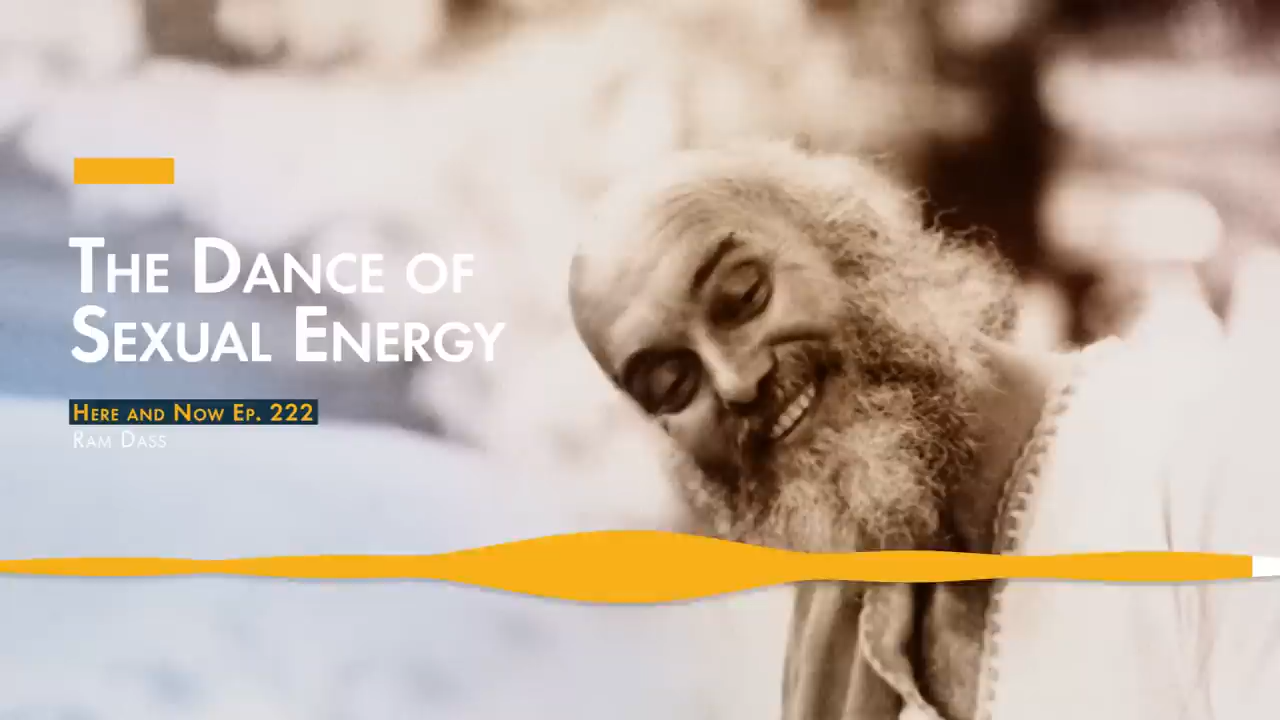 The Dance of
Sexual Energy
Here and Now Ep. 222
Ram Dass